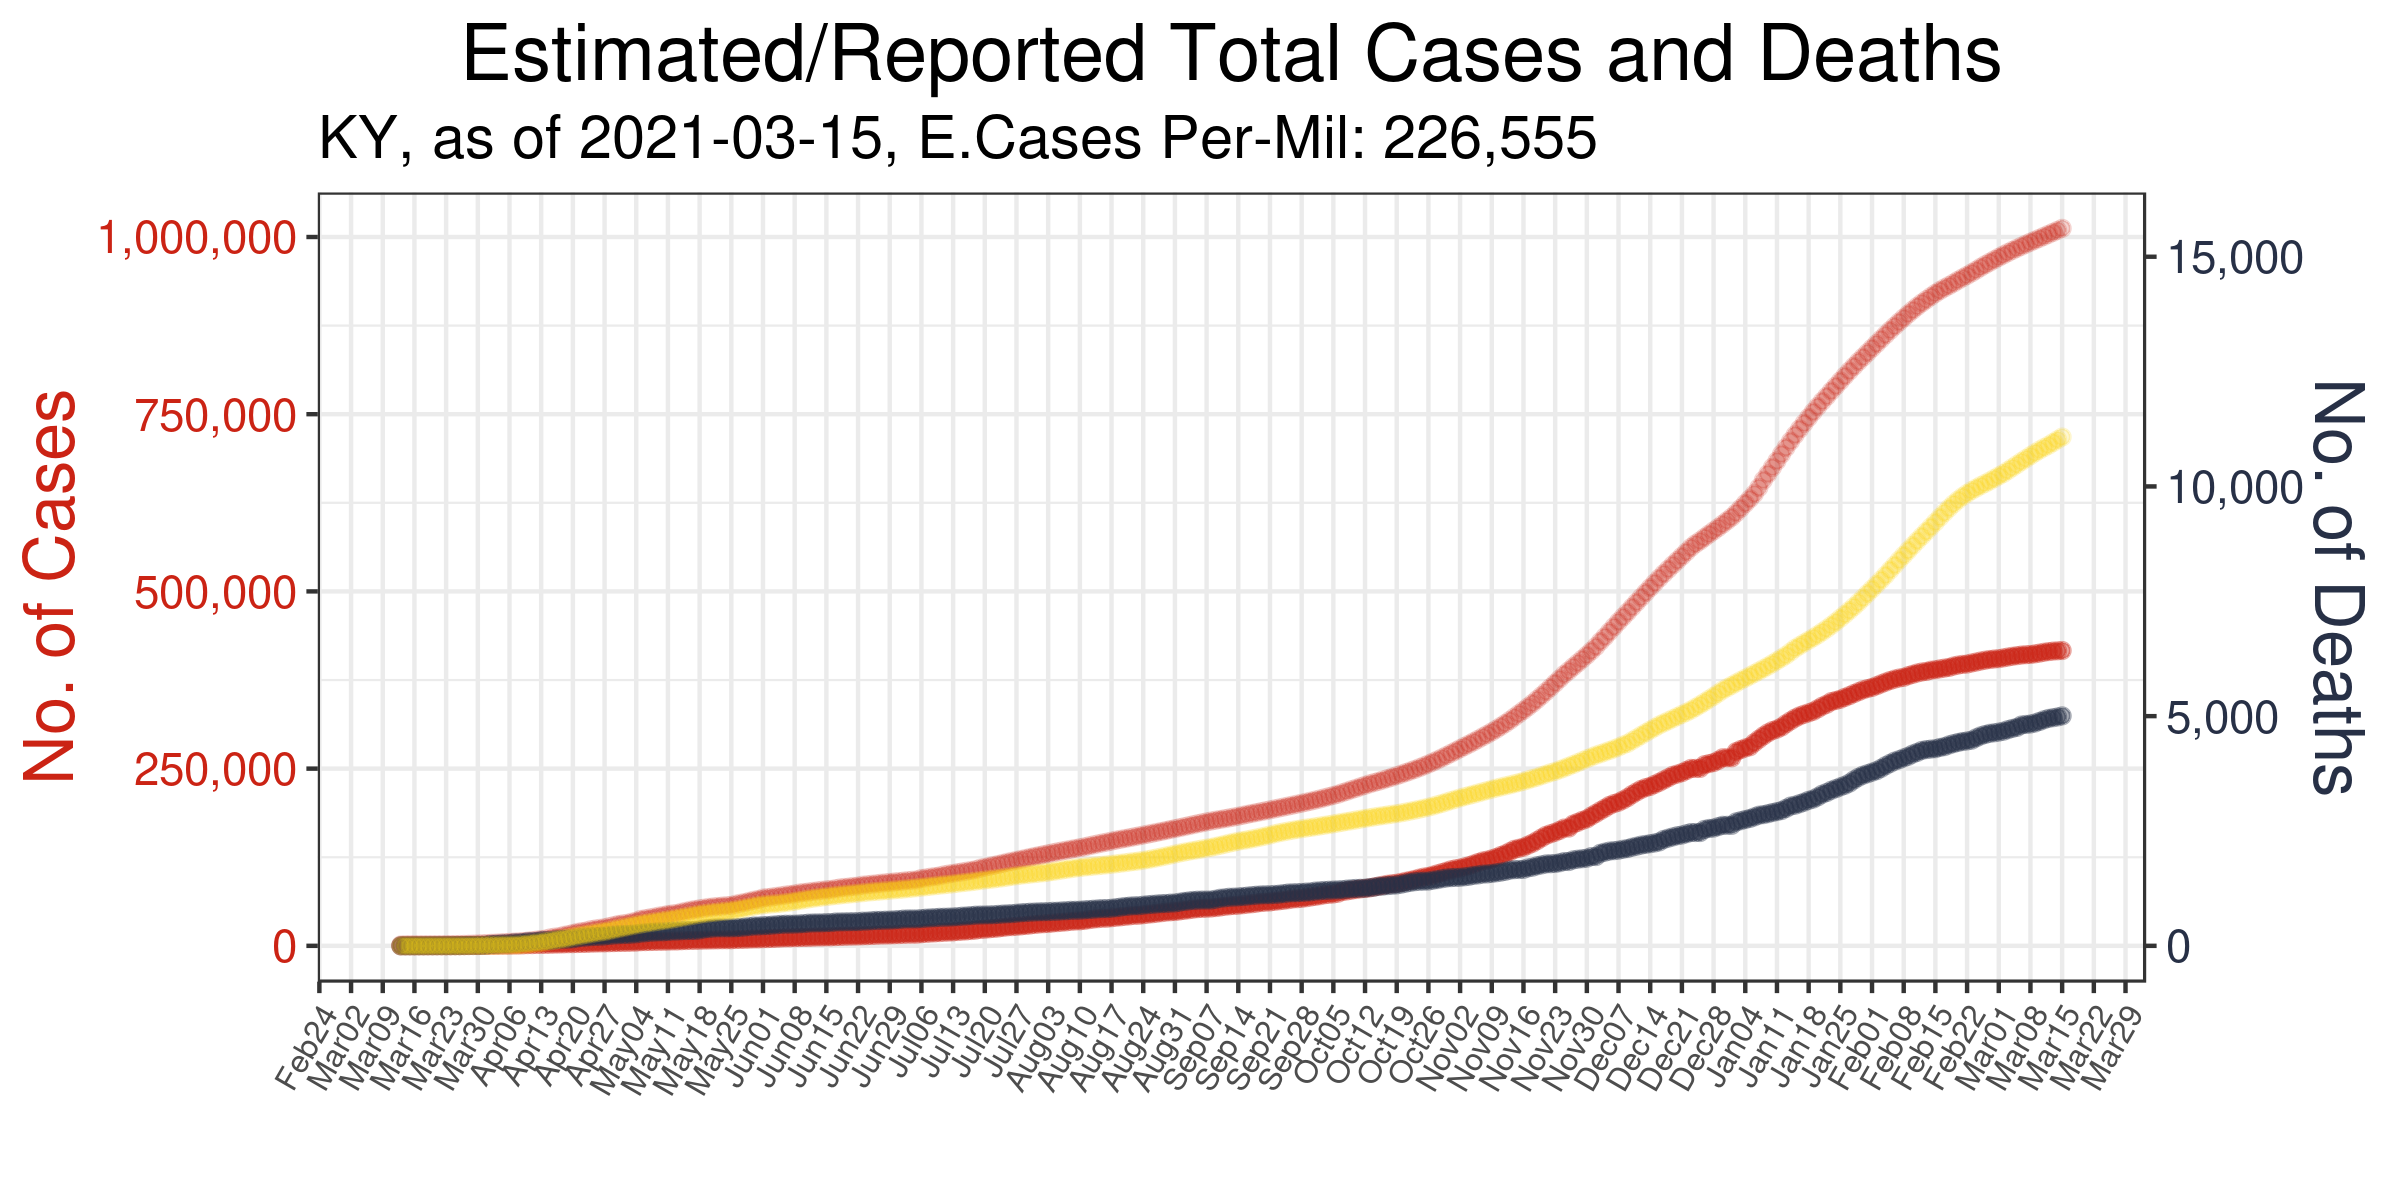 Estimated/Reported Total Cases and Deaths
KY, as of 2021-03-15, E.Cases Per-Mil: 226,555
No. of Cases
1,000,000
750,000
500,000
250,000
0
15,000
10,000
5,000
0
No. of Deaths
Feb24
Mar02
Mar09
Mar16
Mar23
Mar30
Apr06
Apr13
Apr20
Apr27
May04
May11
May18
May25
Jun01
Jun08
Jun15
Jun22
Jun29
Jul06
Jul13
Jul20
Jul27
Aug03
Aug10
Aug17
Aug24
Aug31
Sep07
Sep14
Sep21
Sep28
Oct05
Oct12
Oct19
Oct26
Nov02
Nov09
Nov16
Nov23
Nov30
Dec07
Dec14
Dec21
Dec28
Jan04
Jan11
Jan18
Jan25
Feb01
Feb08
Feb15
Feb22
Mar01
Mar08
Mar15
Mar22
Mar29